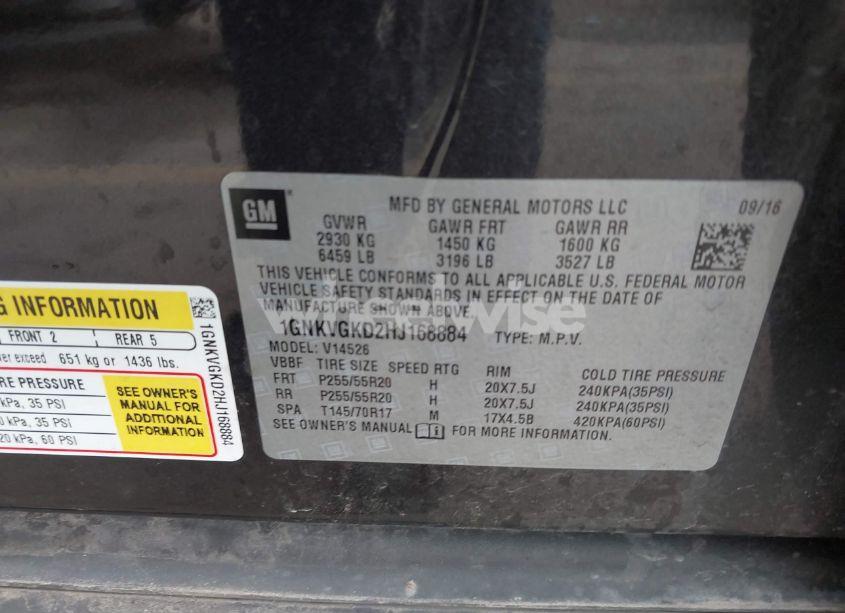 GM
MFD BY GENERAL MOTORS LLC 09/16
GVWR GAWR FRT GAWR RR
2930 KG 1450 KG 1600 KG
6459 LB 3196 LB 3527 LB
THIS VEHICLE CONFORMS TO ALL APPLICABLE U.S. FEDERAL MOTOR
VEHICLE SAFETY STANDARDS IN EFFECT ON THE DATE OF
MANUFACTURE SHOWN ABOVE.
1GNKVGKD2HJ168884 TYPE: M.P.V.
MODEL: V14526
VBBF TIRE SIZE SPEED RTG RIM COLD TIRE PRESSURE
FRT P255/55R20 H 20X7.5J 240KPA(35PSI)
RR P255/55R20 H 20X7.5J 240KPA(35PSI)
SPA T145/70R17 M 17X4.5B 420KPA(60PSI)
SEE OWNER'S MANUAL FOR MORE INFORMATION.
INFORMATION
FRONT 2 REAR 5
exceed 651 kg or 1436 lbs.
PRESSURE
kPa, 35 PSI
kPa, 35 PSI
kPa, 60 PSI
SEE OWNER'S
MANUAL FOR
ADDITIONAL
INFORMATION
1GNKVGKD2HJ168884